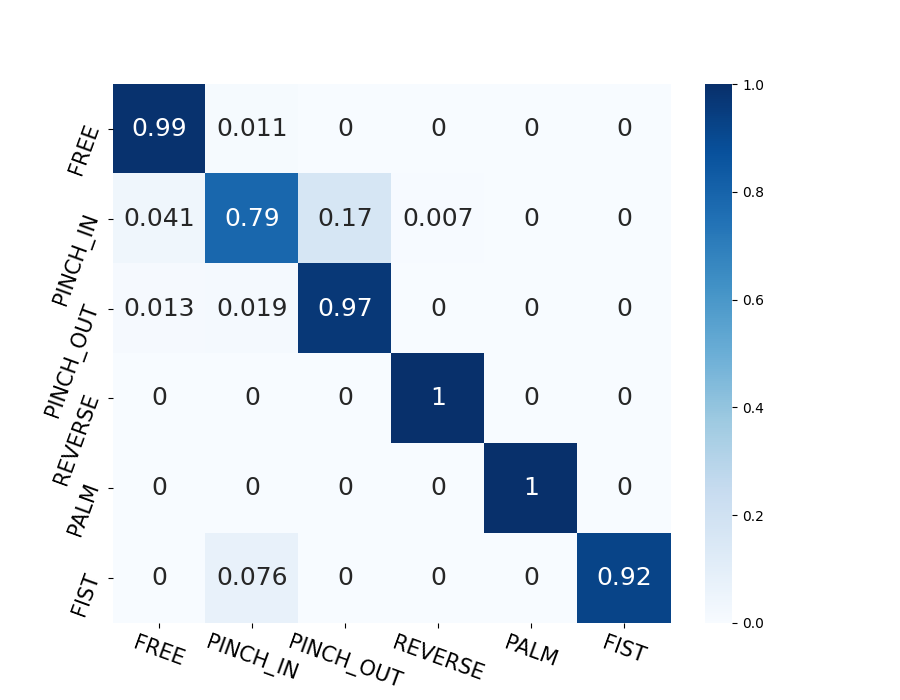 FREE 0.99 0.011 0 0 0 0
PINCH_IN 0.041 0.79 0.17 0.007 0 0
PINCH_OUT 0.013 0.019 0.97 0 0 0
REVERSE 0 0 0 1 0 0
PALM 0 0 0 0 1 0
FIST 0 0.076 0 0 0 0.92
FREE PINCH_IN PINCH_OUT REVERSE PALM FIST
1.0
0.8
0.6
0.4
0.2
0.0